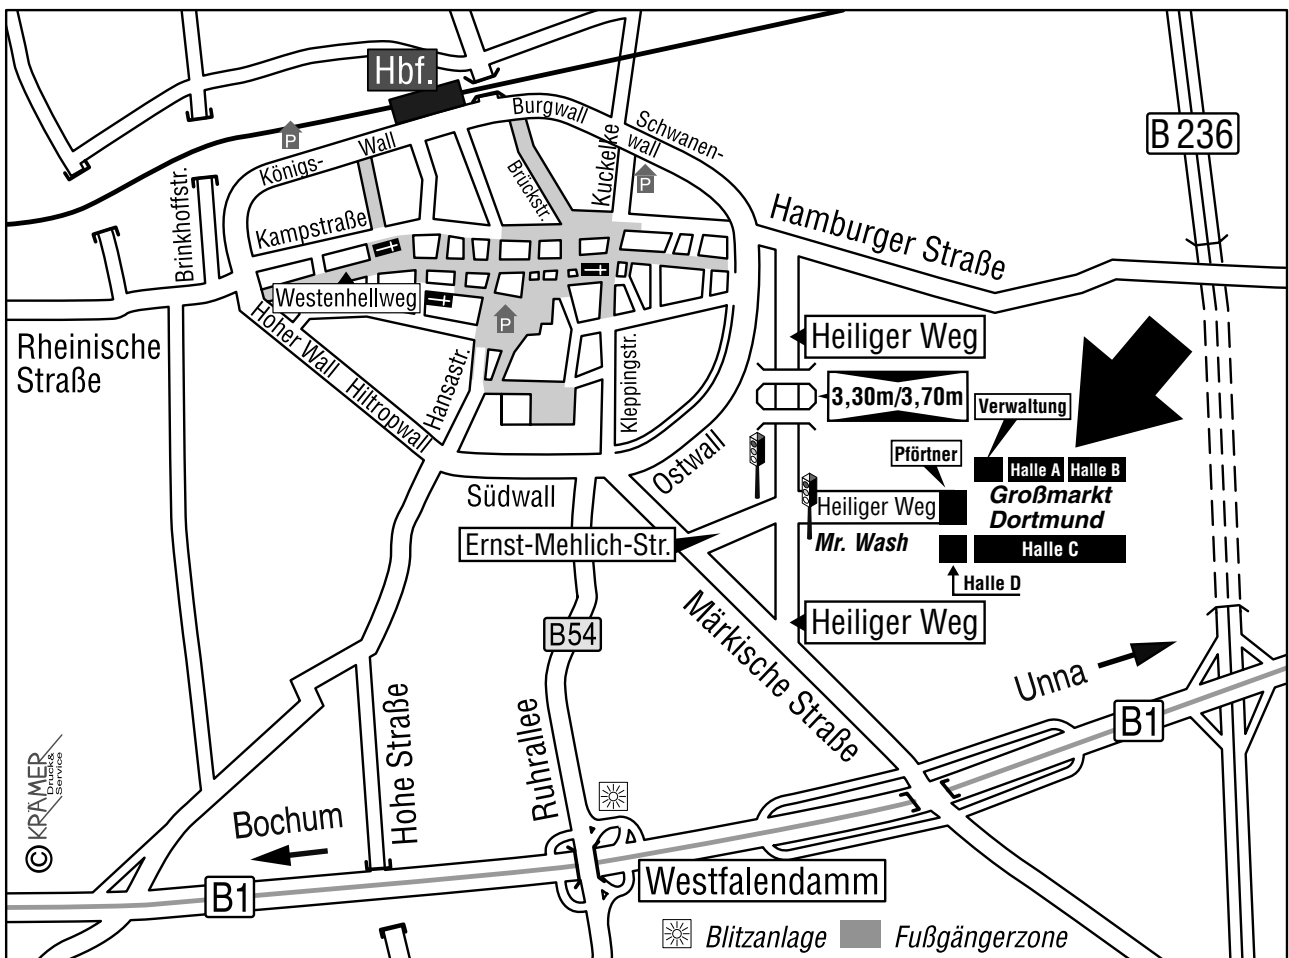 Hbf.
B 236
Burgwall
Schwanen-
wall
Kuckelke
P
Wall
Königs-
P
Brückstr.
Brinkhoffstr.
Kampstraße
Hamburger Straße
Westenhellweg
P
Heiliger Weg
Rheinische
Straße
Hoher Wall
Hiltropwall
Hansastr.
Kleppingstr.
3,30m/3,70m
Verwaltung
Pförtner
Halle A
Halle B
Großmarkt
Dortmund
Ostwall
Südwall
Heiliger Weg
Mr. Wash
Halle C
Halle D
Ernst-Mehlich-Str.
Heiliger Weg
B54
Märkische Straße
Unna
B1
Hohe Straße
Ruhrallee
Bochum
B1
Westfalendamm
© KRÄMER
Druck&
Service
Blitzanlage
Fußgängerzone